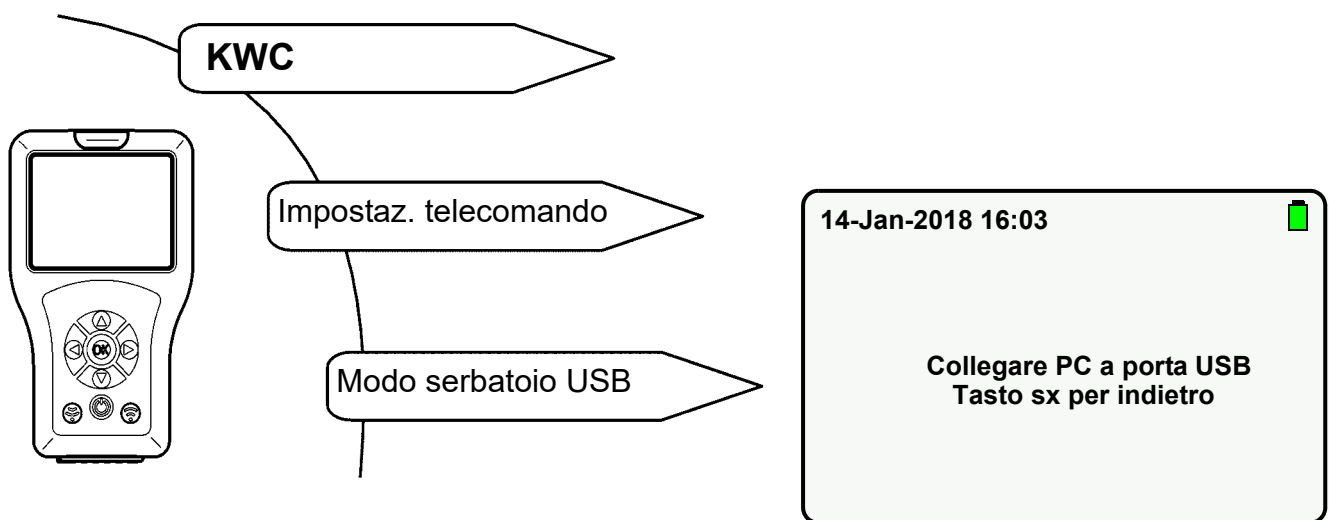 KWC
Impostaz. telecomando
Modo serbatoio USB
14-Jan-2018 16:03
Collegare PC a porta USB
Tasto sx per indietro
OK